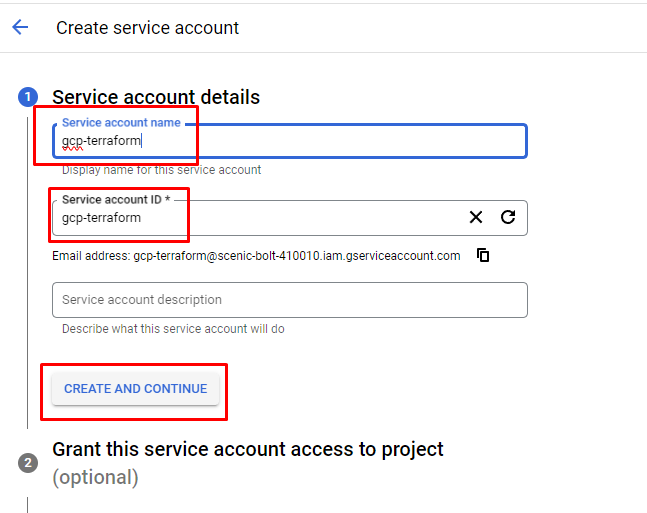 Create service account
1
Service account details
Service account name
gcp-terraform
Display name for this service account
Service account ID *
gcp-terraform
Email address: gcp-terraform@scenic-bolt-410010.iam.gserviceaccount.com
Service account description
Describe what this service account will do
CREATE AND CONTINUE
2
Grant this service account access to project
(optional)